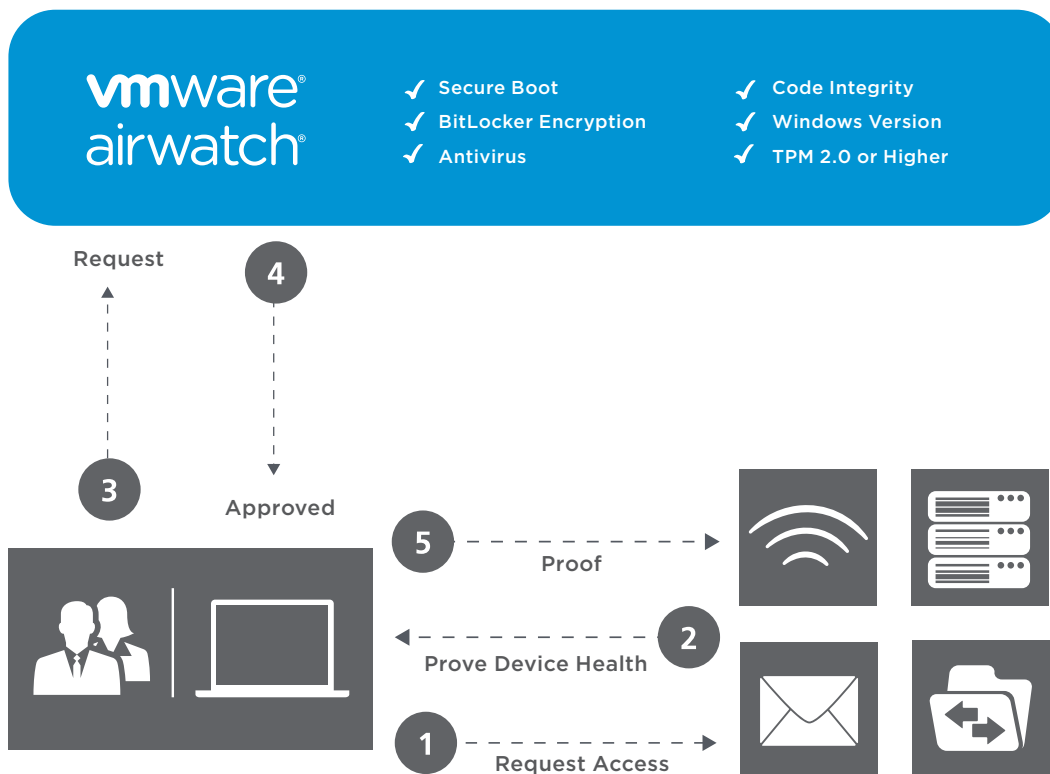 vmware®
airwatch®
✓ Secure Boot
✓ BitLocker Encryption
✓ Antivirus
✓ Code Integrity
✓ Windows Version
✓ TPM 2.0 or Higher
Request
4
3
Approved
5
Proof
2
Prove Device Health
1
Request Access